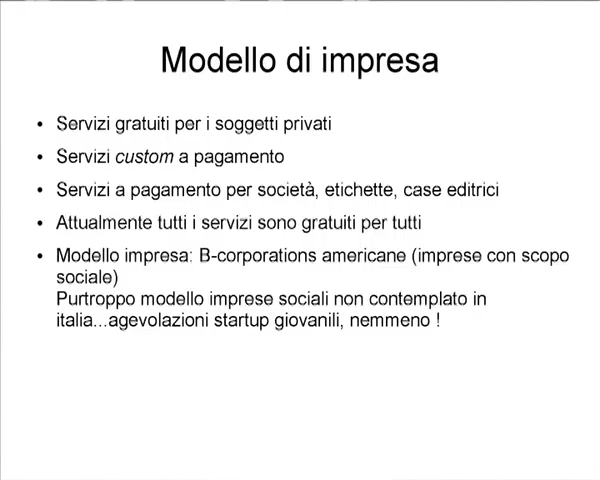 Modello di impresa
• Servizi gratuiti per i soggetti privati
• Servizi custom a pagamento
• Servizi a pagamento per società, etichette, case editrici
• Attualmente tutti i servizi sono gratuiti per tutti
• Modello impresa: B-corporations americane (imprese con scopo
sociale)
Purtroppo modello imprese sociali non contemplato in
italia...agevolazioni startup giovanili, nemmeno !